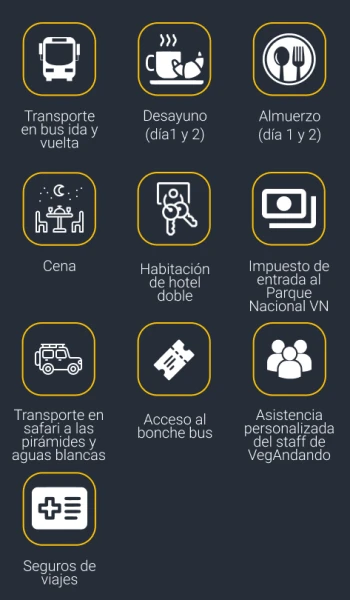 Transporte
en bus ida y
vuelta
Desayuno
(día1 y 2)
Almuerzo
(día 1 y 2)
Cena
Habitación
de hotel
doble
Impuesto de
entrada al
Parque
Nacional VN
Transporte en
safari a las
pirámides y
aguas blancas
Acceso al
bonche bus
Asistencia
personalizada
del staff de
VegAndando
Seguros de
viajes